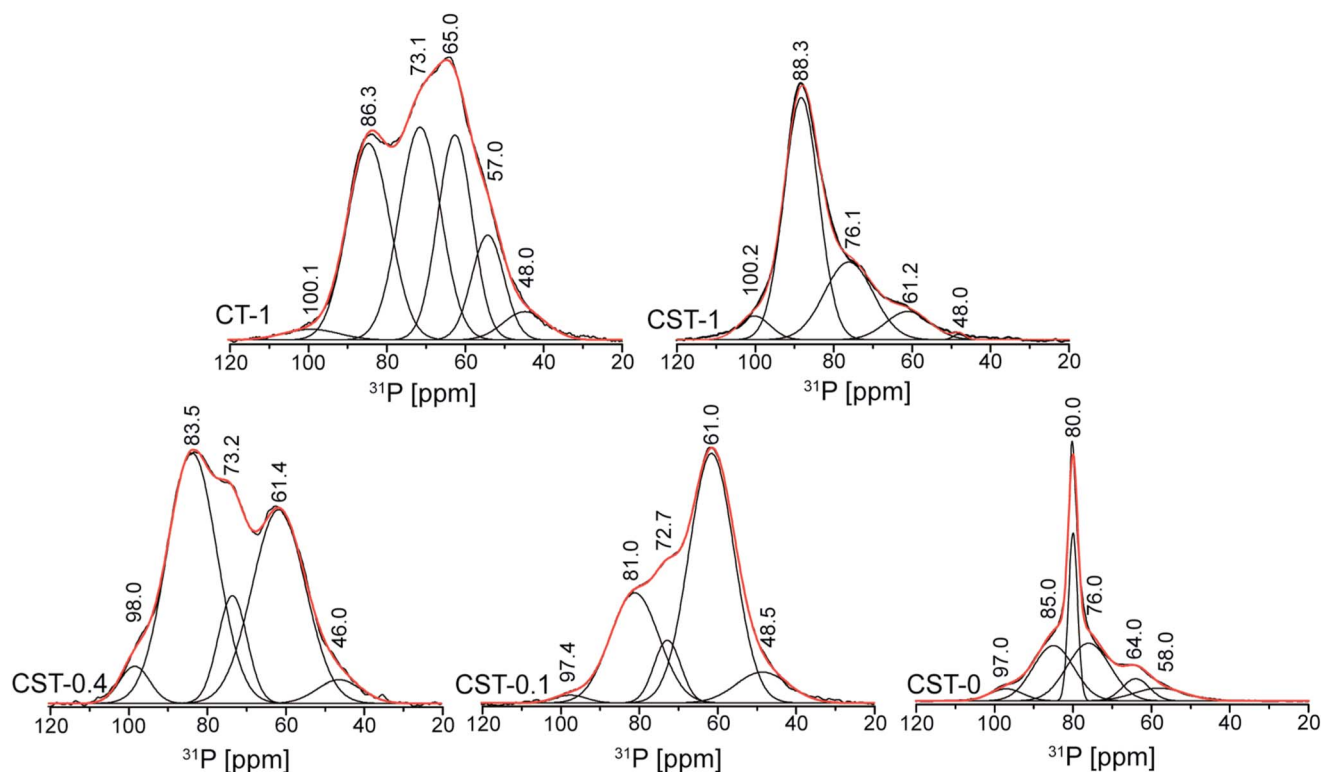 100.1
86.3
73.1
65.0
57.0
48.0
CT-1
120 100 80 60 40 20
³¹P [ppm]
100.2
88.3
76.1
61.2
48.0
CST-1
120 100 80 60 40 20
³¹P [ppm]
98.0
83.5
73.2
61.4
46.0
CST-0.4
120 100 80 60 40 20
³¹P [ppm]
97.4
81.0
72.7
61.0
48.5
CST-0.1
120 100 80 60 40 20
³¹P [ppm]
97.0
85.0
80.0
76.0
64.0
58.0
CST-0
120 100 80 60 40 20
³¹P [ppm]